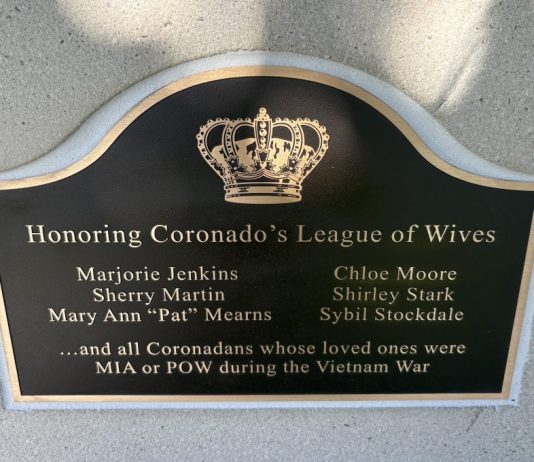 Honoring Coronado's League of Wives
Marjorie Jenkins
Sherry Martin
Mary Ann “Pat” Mearns
Chloe Moore
Shirley Stark
Sybil Stockdale
...and all Coronadans whose loved ones were
MIA or POW during the Vietnam War